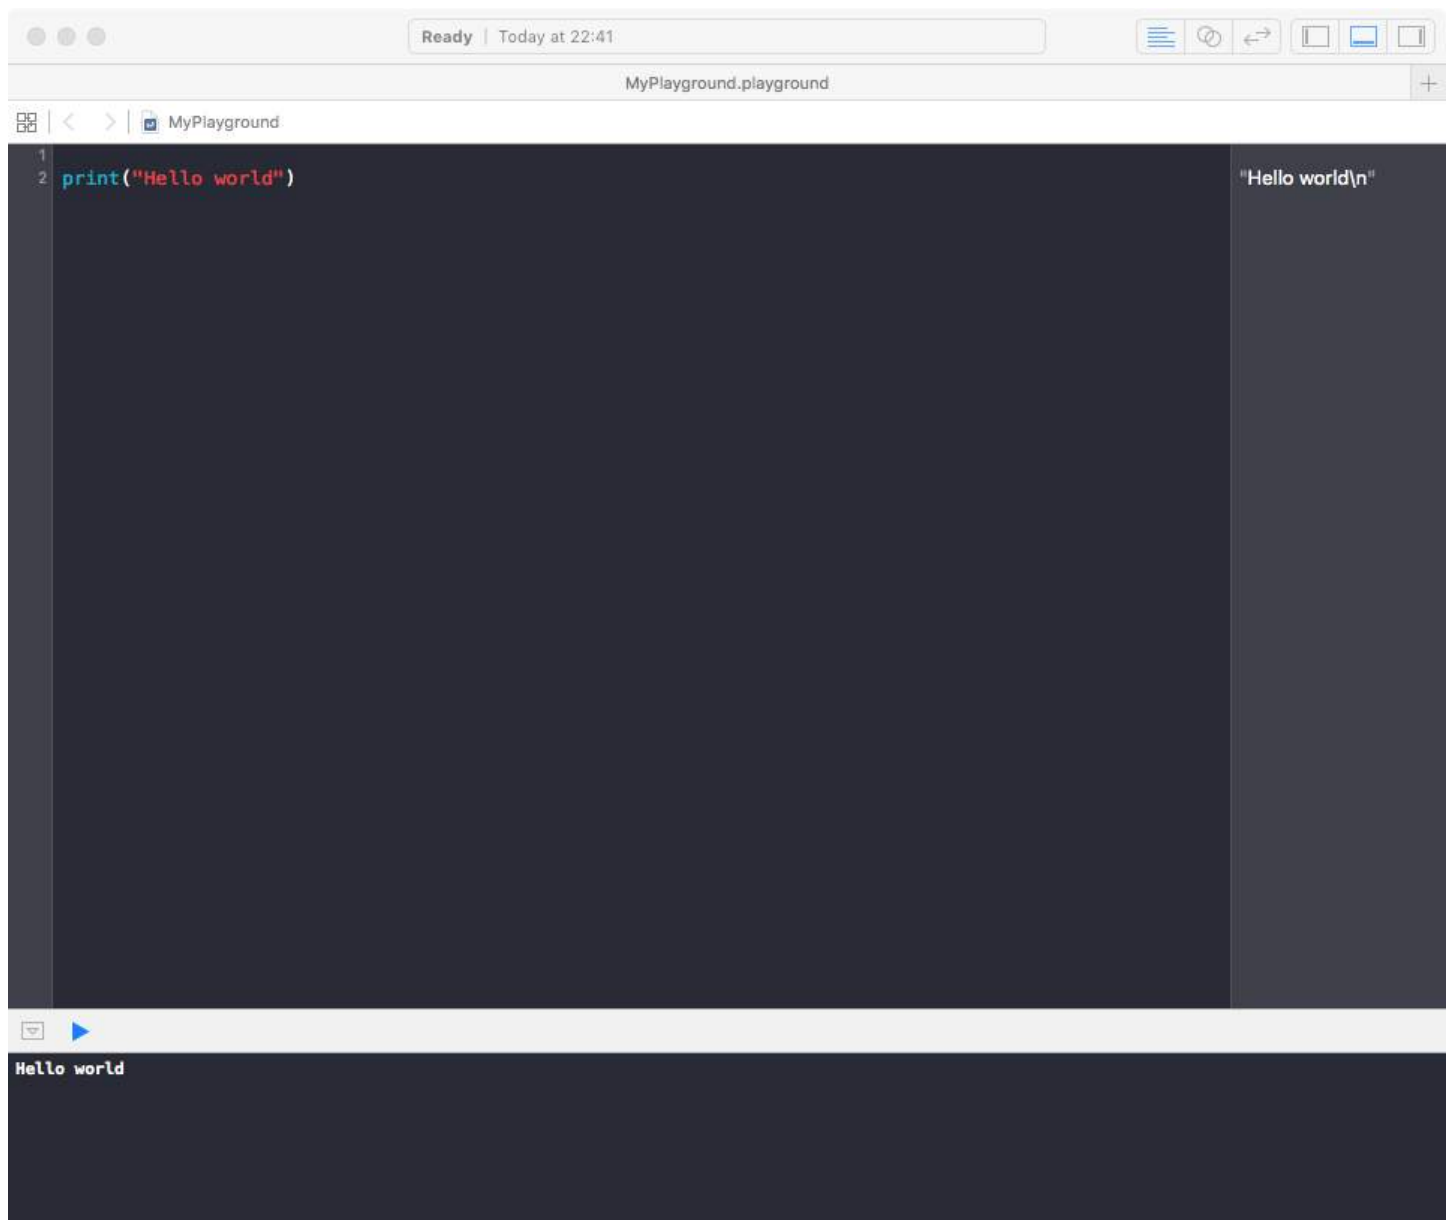 Ready | Today at 22:41
MyPlayground.playground
MyPlayground
1
2 print("Hello world")
"Hello world\n"
Hello world